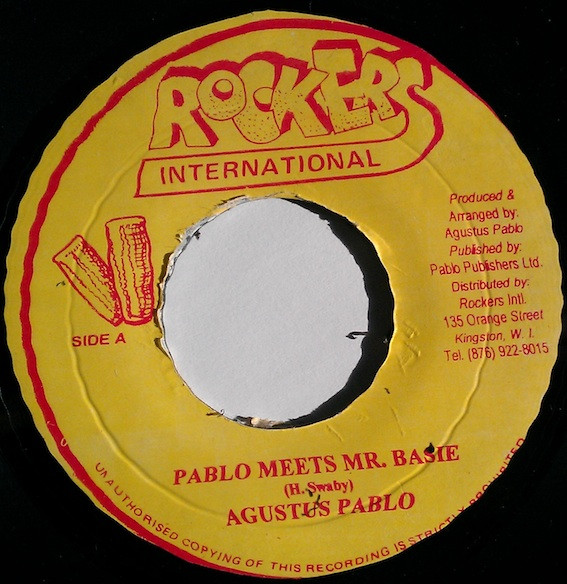 ROCKERS
INTERNATIONAL
Produced &
Arranged by:
Agustus Pablo
Published by:
Pablo Publishers Ltd.
Distributed by:
Rockers Intl.
135 Orange Street
Kingston, W. I.
Tel. (876) 922-8015
SIDE A
PABLO MEETS MR. BASIE
(H. Swaby)
AGUSTUS PABLO
UNAUTHORISED COPYING OF THIS RECORDING IS STRICTLY PROHIBITED